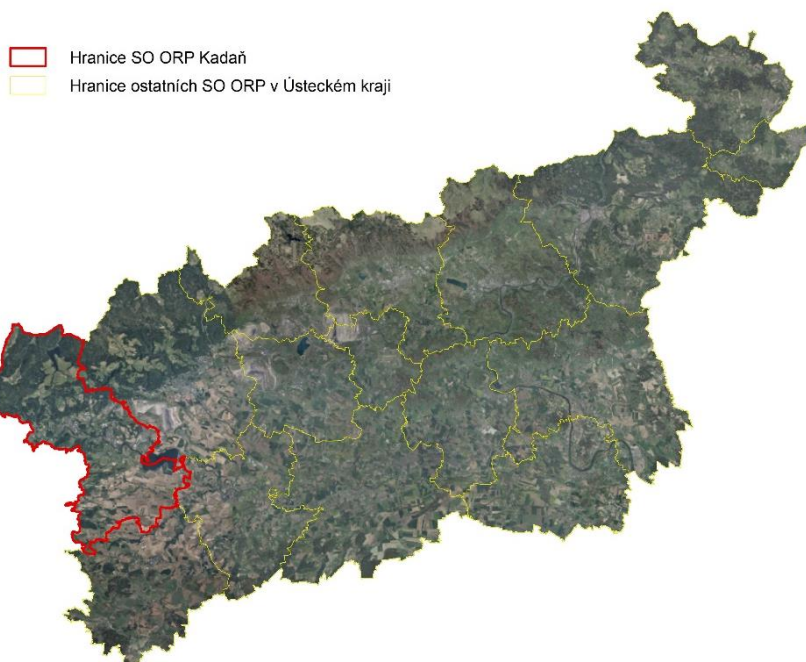 Hranice SO ORP Kadaň
Hranice ostatních SO ORP v Ústeckém kraji